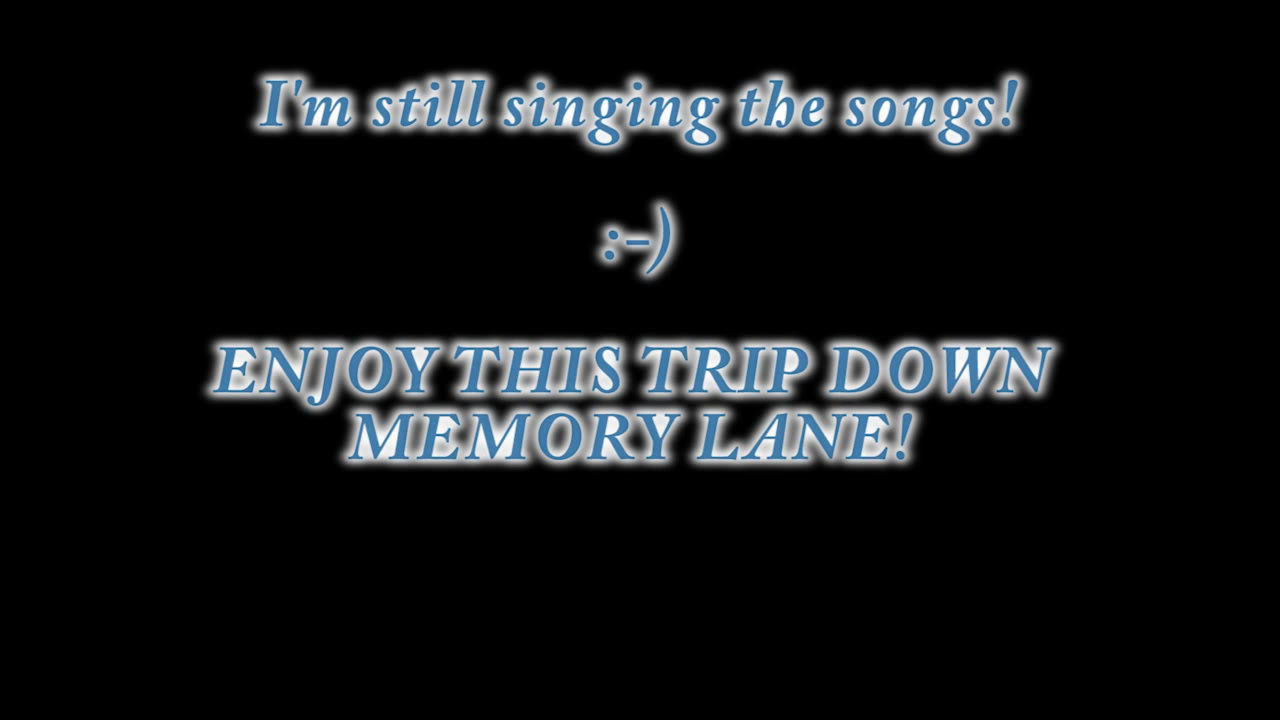 I'm still singing the songs!
:-)
ENJOY THIS TRIP DOWN
MEMORY LANE!